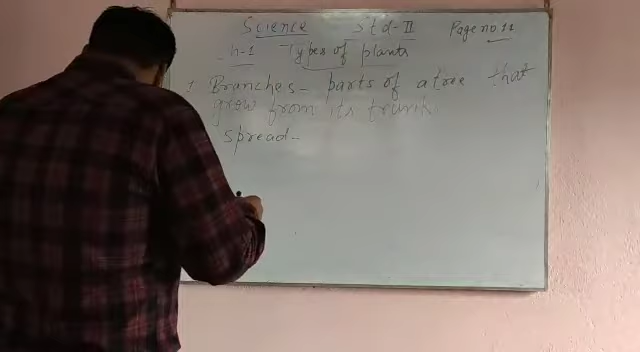 Science Std-II Page no 11
h-1 Types of plants
1 Branches- parts of a tree that
grow from its trunk
spread-